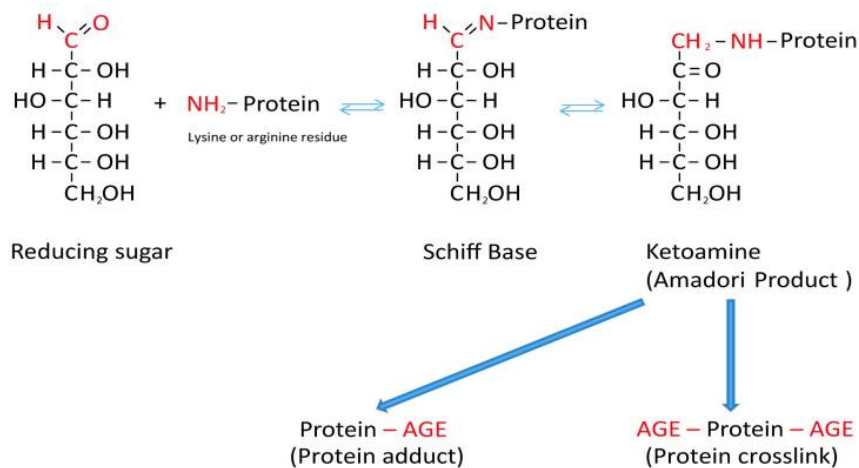 H O
C
H – C – OH
HO – C – H
H – C – OH
H – C – OH
CH₂OH
+ NH₂ – Protein
Lysine or arginine residue
H N – Protein
C
H – C – OH
HO – C – H
H – C – OH
H – C – OH
CH₂OH
CH₂ – NH – Protein
C = O
HO – C – H
H – C – OH
H – C – OH
CH₂OH
Reducing sugar
Schiff Base
Ketoamine
(Amadori Product )
Protein – AGE
(Protein adduct)
AGE – Protein – AGE
(Protein crosslink)